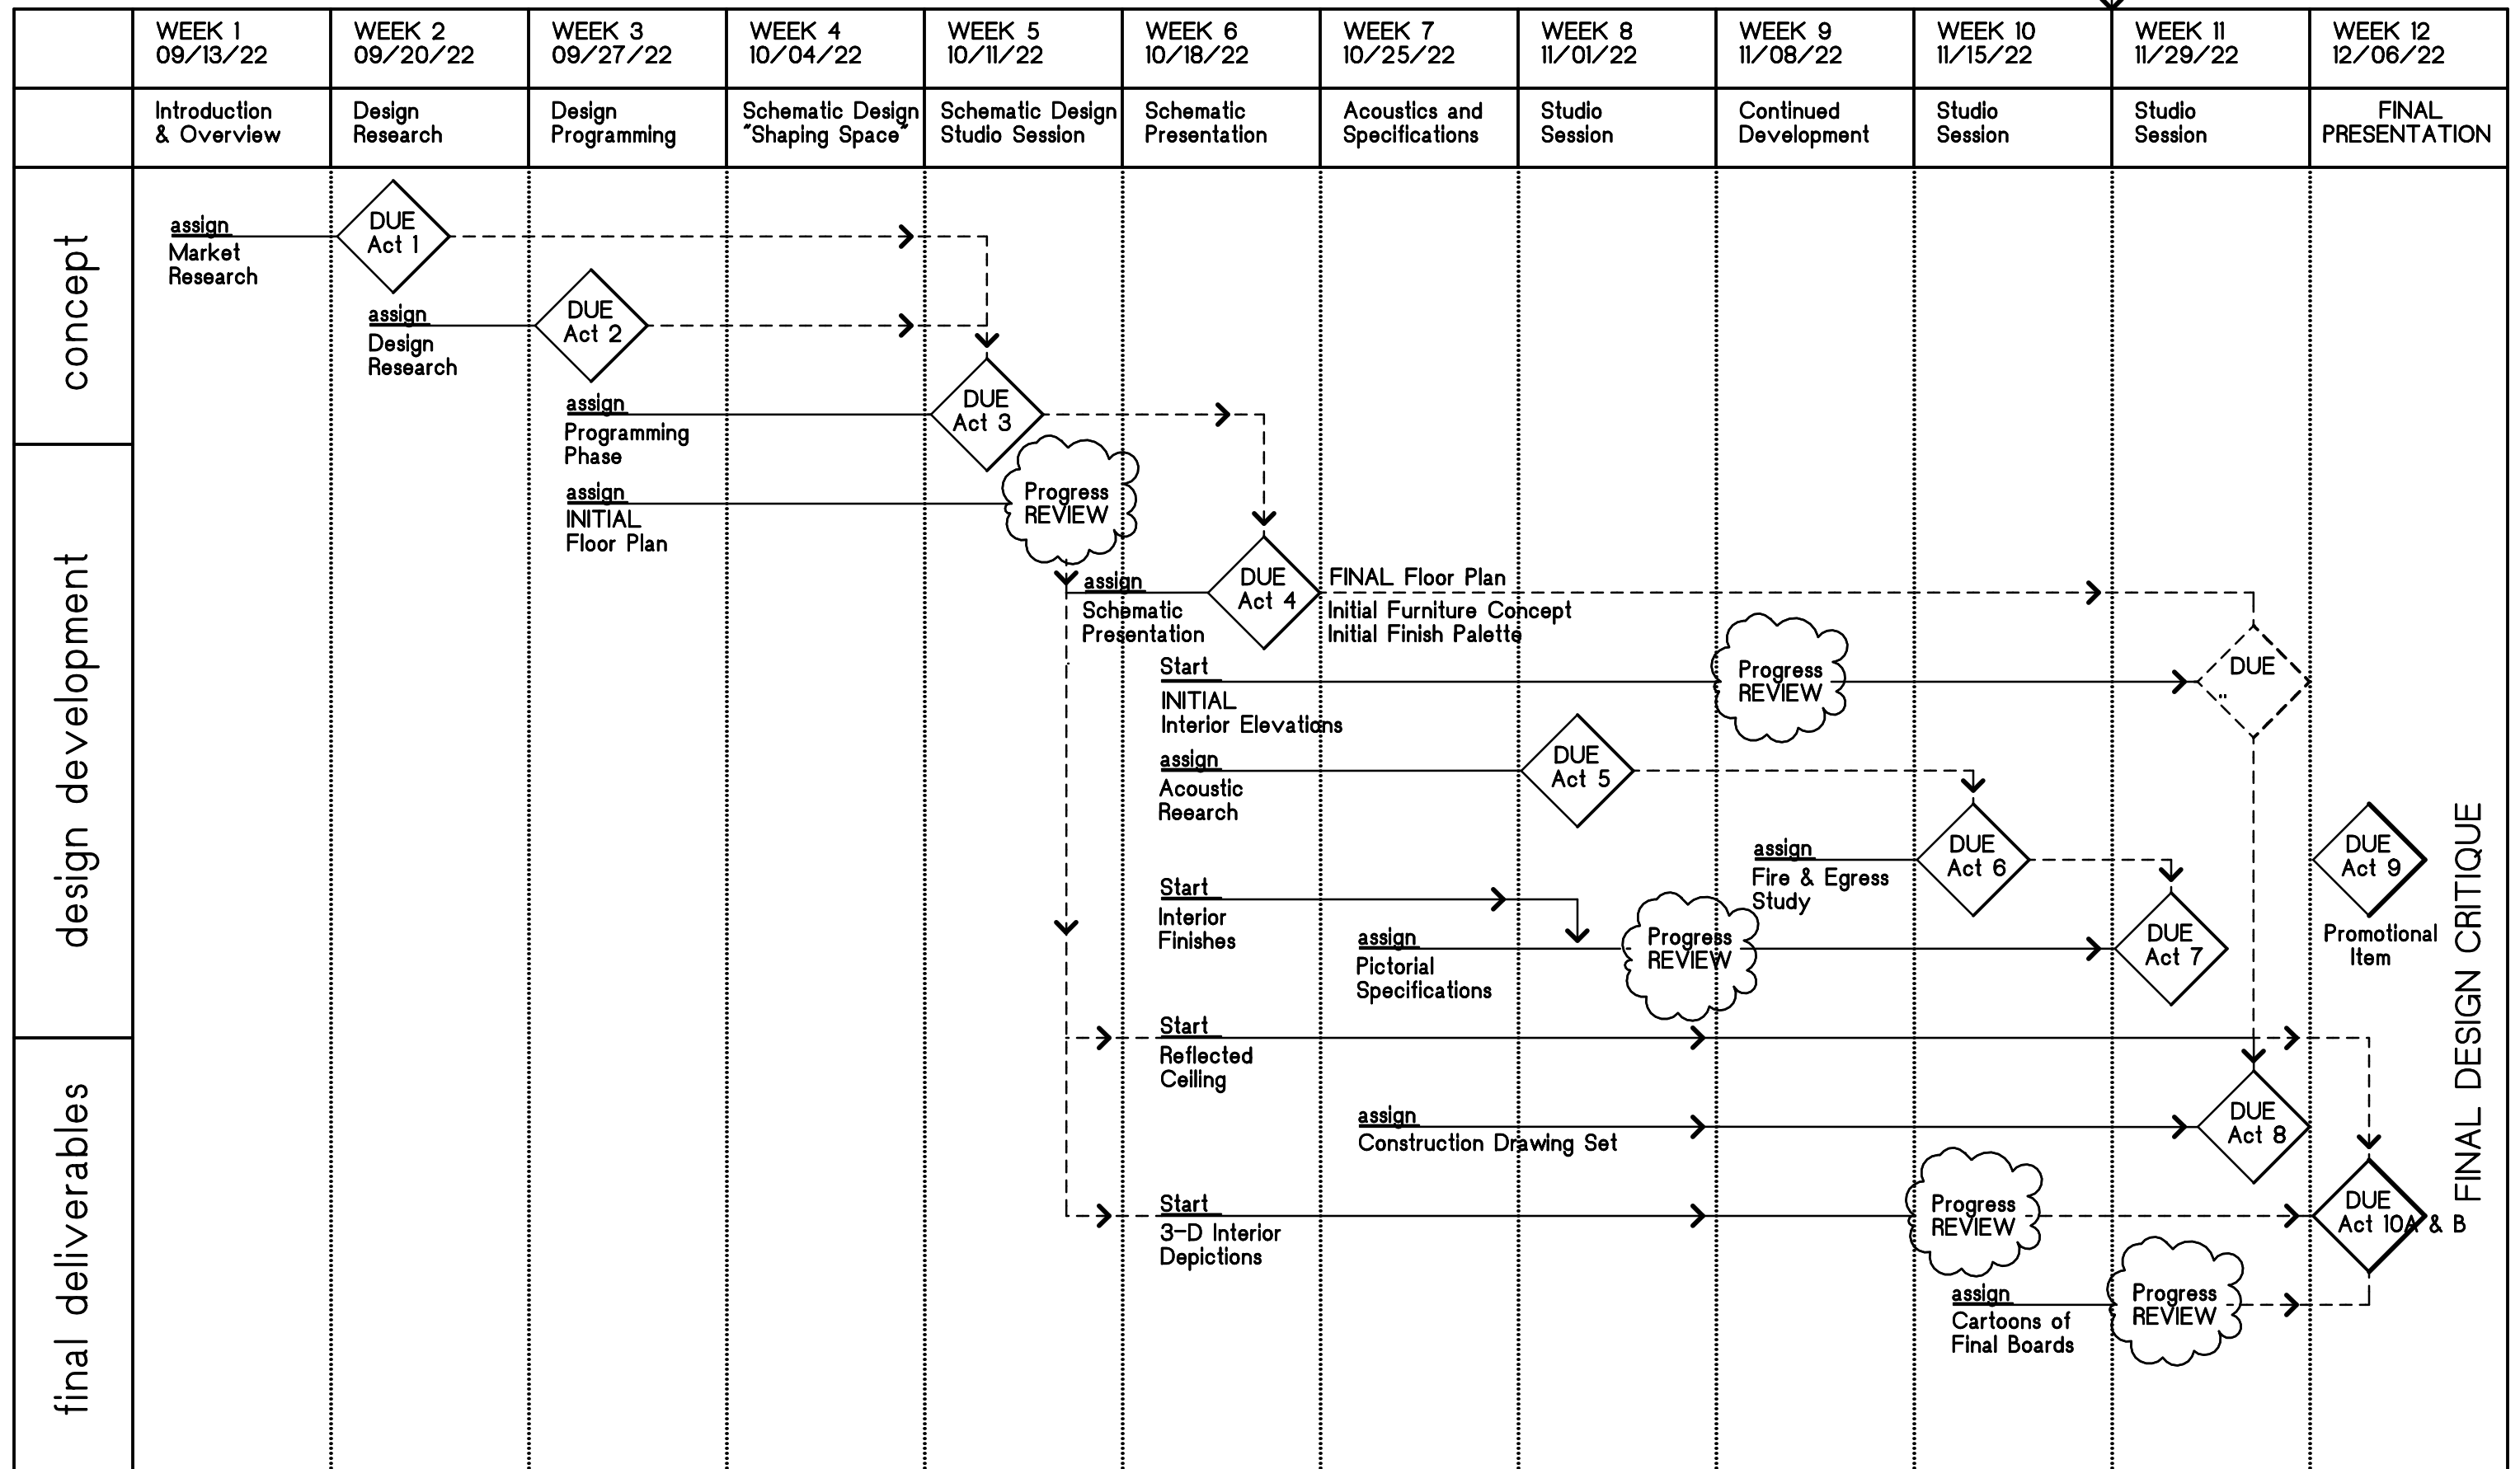 WEEK 1
09/13/22
WEEK 2
09/20/22
WEEK 3
09/27/22
WEEK 4
10/04/22
WEEK 5
10/11/22
WEEK 6
10/18/22
WEEK 7
10/25/22
WEEK 8
11/01/22
WEEK 9
11/08/22
WEEK 10
11/15/22
WEEK 11
11/29/22
WEEK 12
12/06/22
Introduction
& Overview
Design
Research
Design
Programming
Schematic Design
"Shaping Space"
Schematic Design
Studio Session
Schematic
Presentation
Acoustics and
Specifications
Studio
Session
Continued
Development
Studio
Session
Studio
Session
FINAL
PRESENTATION
concept
assign
Market
Research
DUE
Act 1
assign
Design
Research
DUE
Act 2
assign
Programming
Phase
DUE
Act 3
design development
assign
INITIAL
Floor Plan
Progress
REVIEW
assign
Schematic
Presentation
DUE
Act 4
FINAL Floor Plan
Initial Furniture Concept
Initial Finish Palette
Start
INITIAL
Interior Elevations
Progress
REVIEW
DUE
"
assign
Acoustic
Reearch
DUE
Act 5
assign
Fire & Egress
Study
DUE
Act 6
DUE
Act 9
Promotional
Item
Start
Interior
Finishes
assign
Pictorial
Specifications
Progress
REVIEW
DUE
Act 7
FINAL DESIGN CRITIQUE
final deliverables
Start
Reflected
Ceiling
assign
Construction Drawing Set
DUE
Act 8
Start
3-D Interior
Depictions
Progress
REVIEW
DUE
Act 10A & B
assign
Cartoons of
Final Boards
Progress
REVIEW